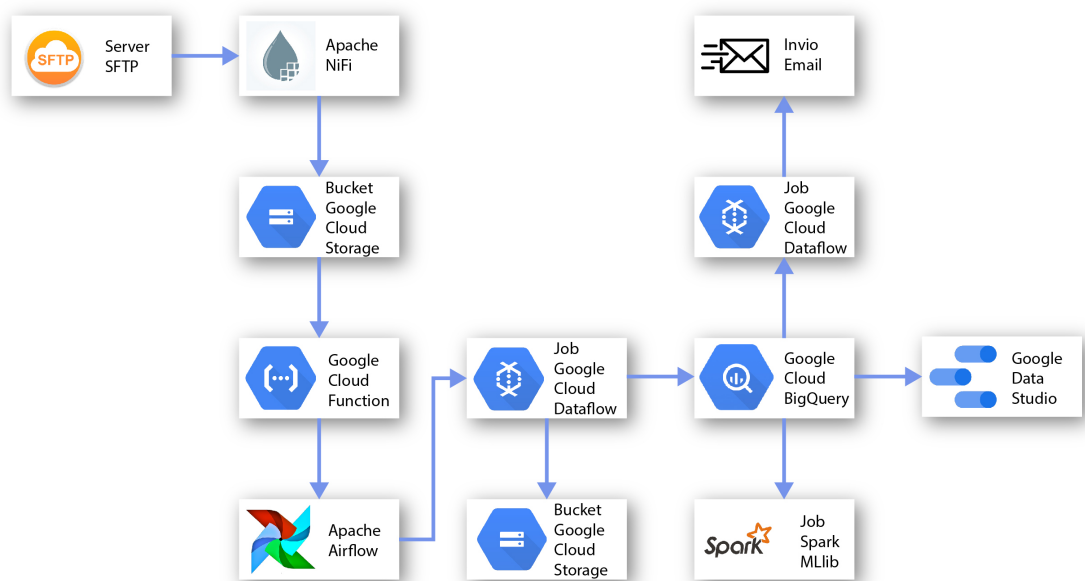 SFTP
Server
SFTP
Apache
NiFi
Invio
Email
Bucket
Google
Cloud
Storage
Job
Google
Cloud
Dataflow
Google
Cloud
Function
Job
Google
Cloud
Dataflow
Google
Cloud
BigQuery
Google
Data
Studio
Apache
Airflow
Bucket
Google
Cloud
Storage
Spark
Job
Spark
MLlib